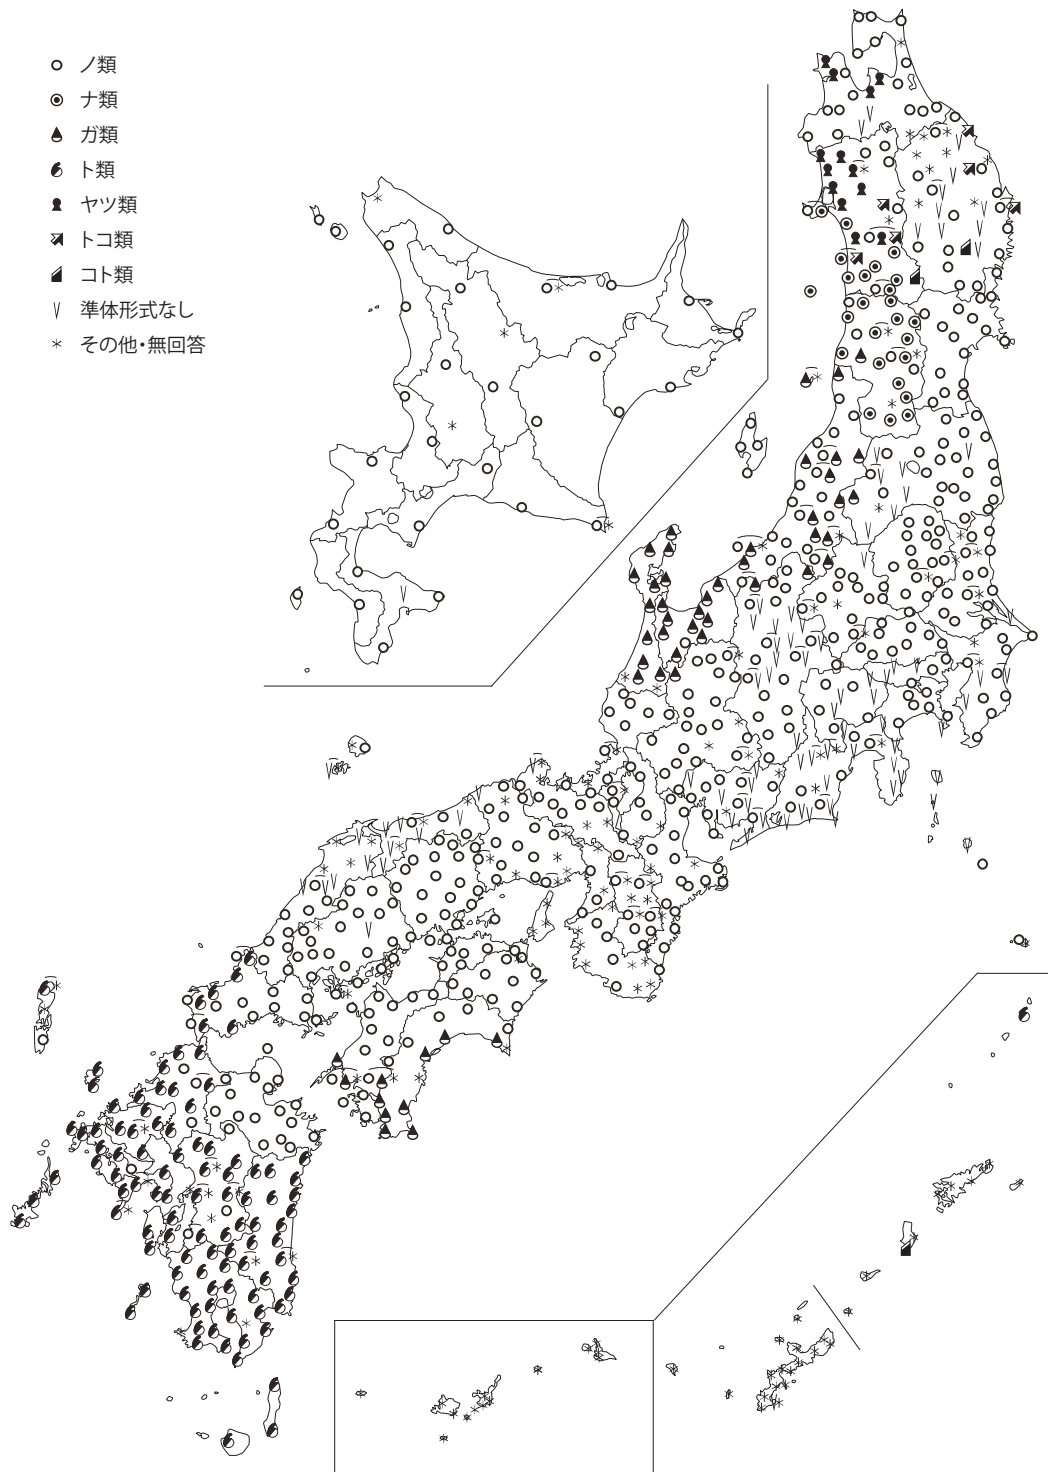 ノ類
ナ類
ガ類
ト類
ヤツ類
トコ類
コト類
準体形式なし
その他・無回答